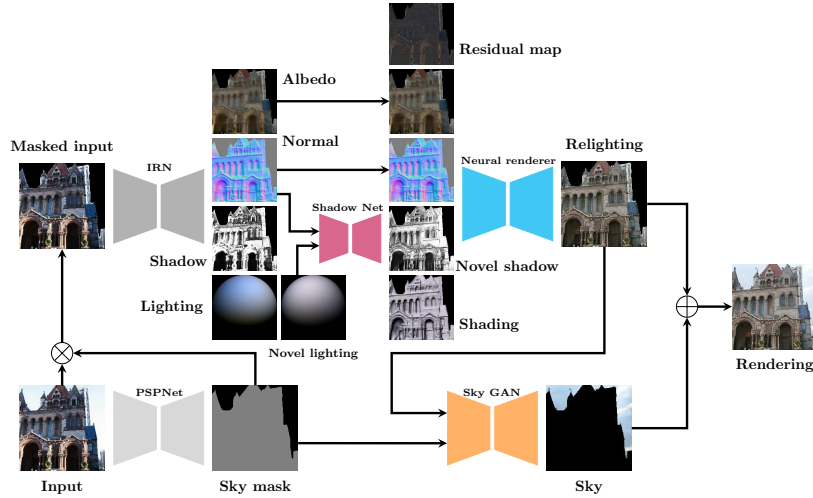 Residual map
Albedo
Masked input
Normal
Relighting
IRN
Neural renderer
Shadow Net
Shadow
Novel shadow
Lighting
Shading
Novel lighting
Rendering
PSPNet
Sky GAN
Input
Sky mask
Sky